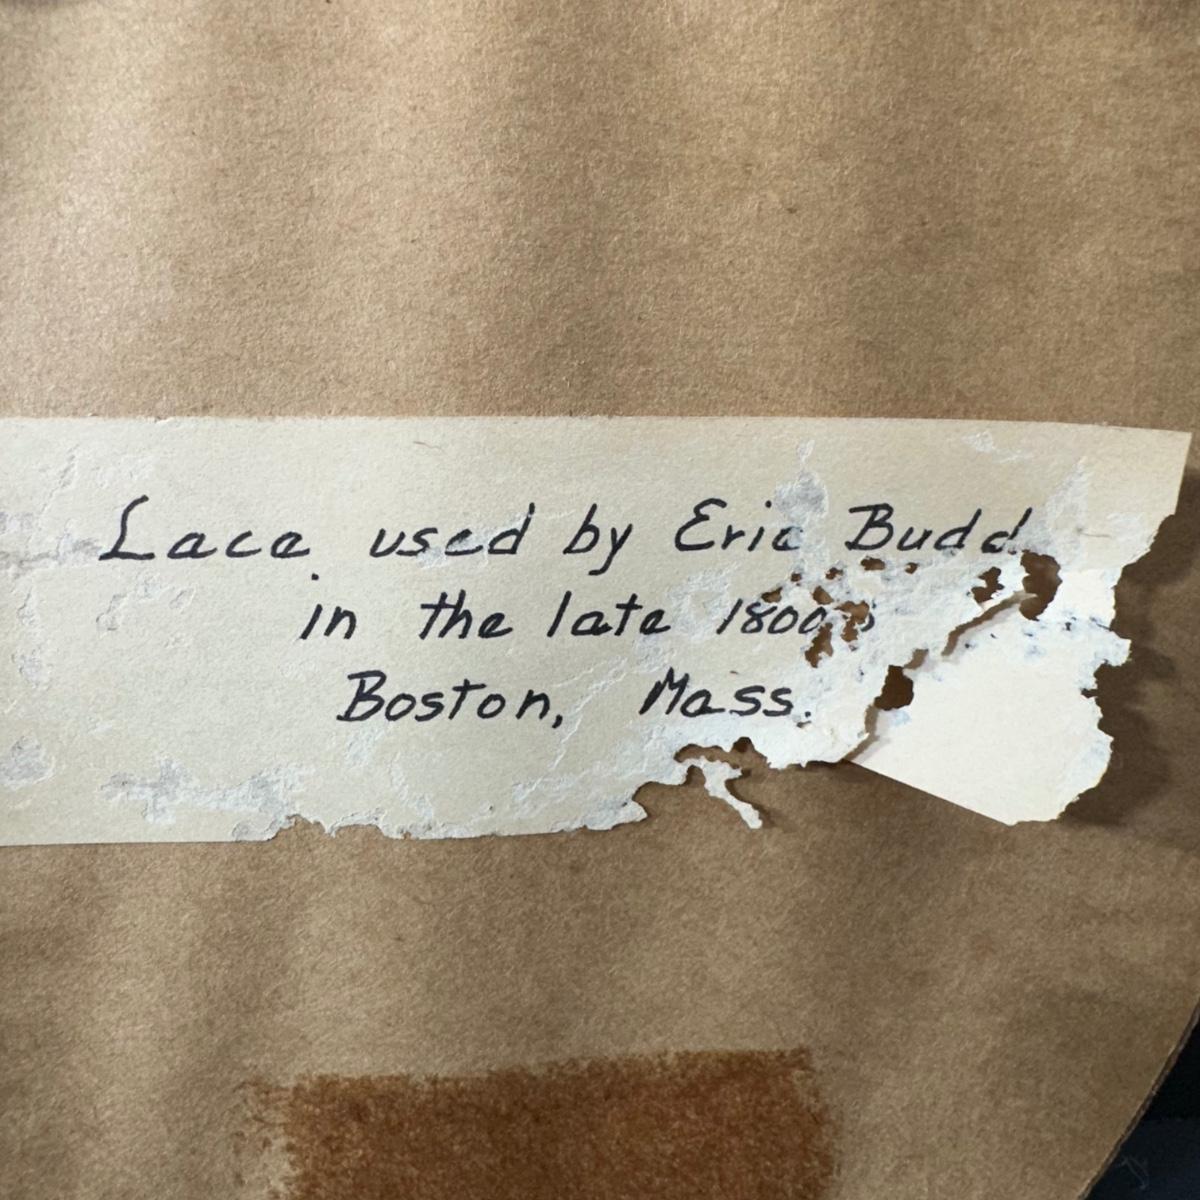 Lace used by Eric Budd
in the late 1800s
Boston, Mass.